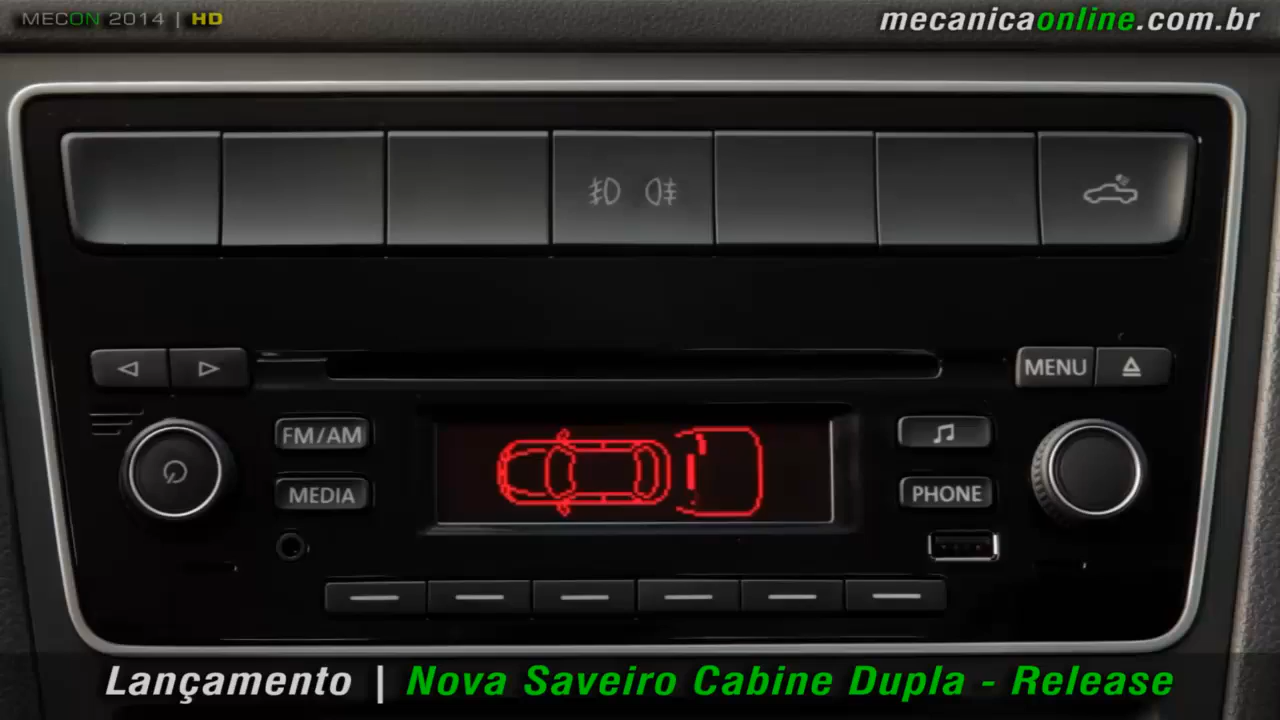 MECON 2014 | HD
mecanicaonline.com.br
MENU
FM/AM
MEDIA
PHONE
Lançamento | Nova Saveiro Cabine Dupla - Release